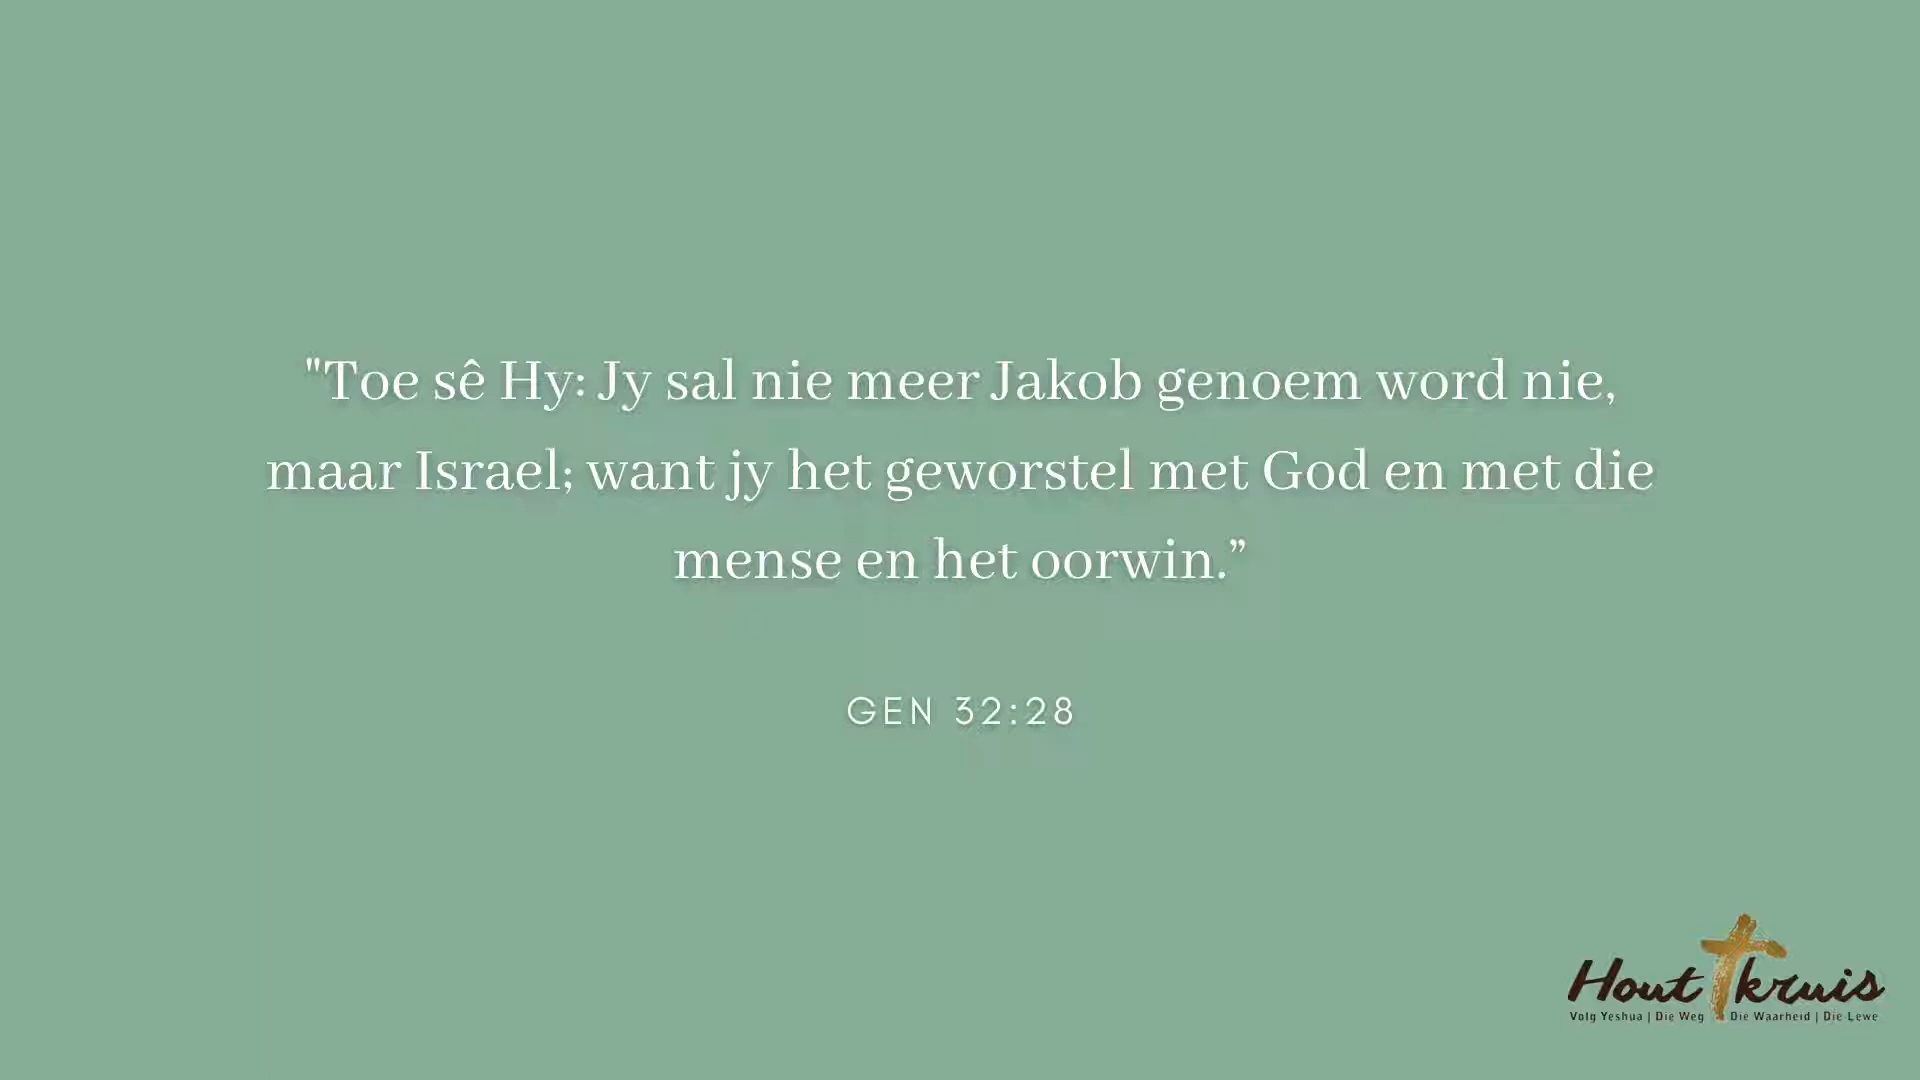 "Toe sê Hy: Jy sal nie meer Jakob genoem word nie,
maar Israel; want jy het geworstel met God en met die
mense en het oorwin.”
GEN 32:28
Hout kruis
Volg Yeshua | Die Weg | Die Waarheid | Die Lewe